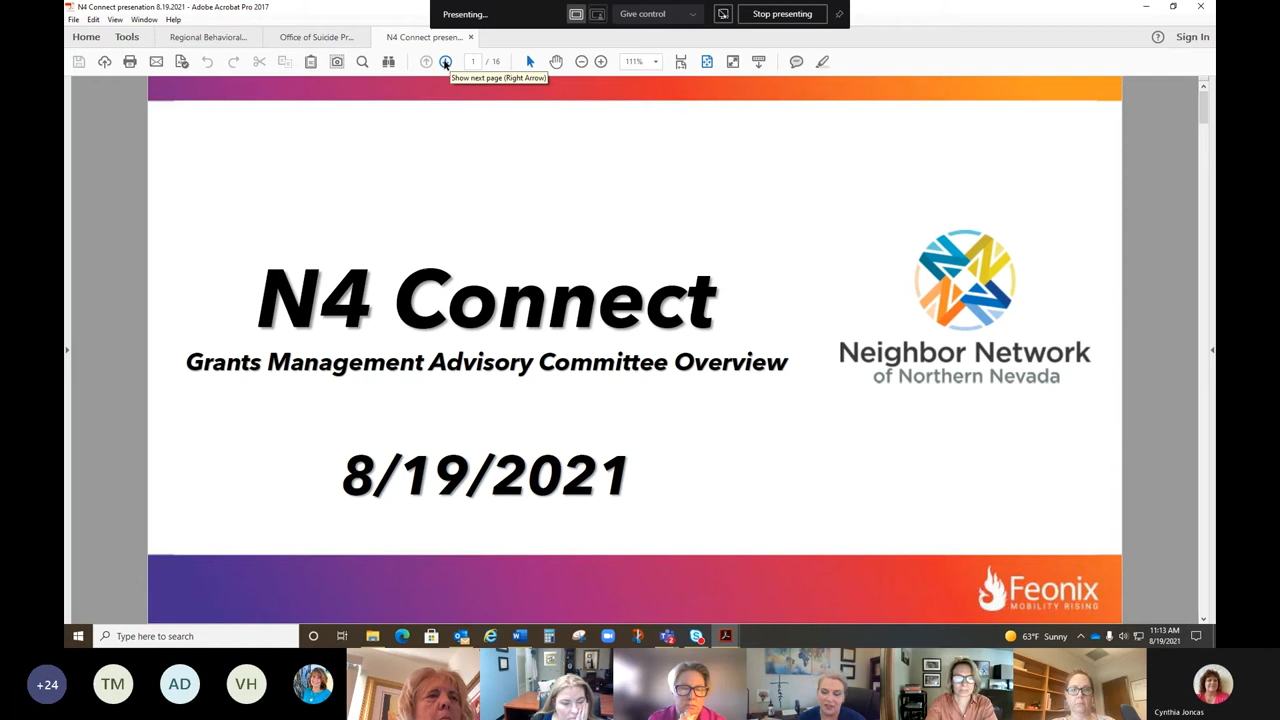 N4 Connect presenation 8.19.2021 - Adobe Acrobat Pro 2017
Presenting...
Give control
Stop presenting
File Edit View Window Help
Home Tools Regional Behavioral... Office of Suicide Pr... N4 Connect presen... × Sign In
1 / 16 111%
Show next page (Right Arrow)
N4 Connect
Grants Management Advisory Committee Overview
8/19/2021
Neighbor Network
of Northern Nevada
Feonix
MOBILITY RISING
Type here to search
63°F Sunny
11:13 AM
8/19/2021
+24 TM AD VH
Cynthia Joncas